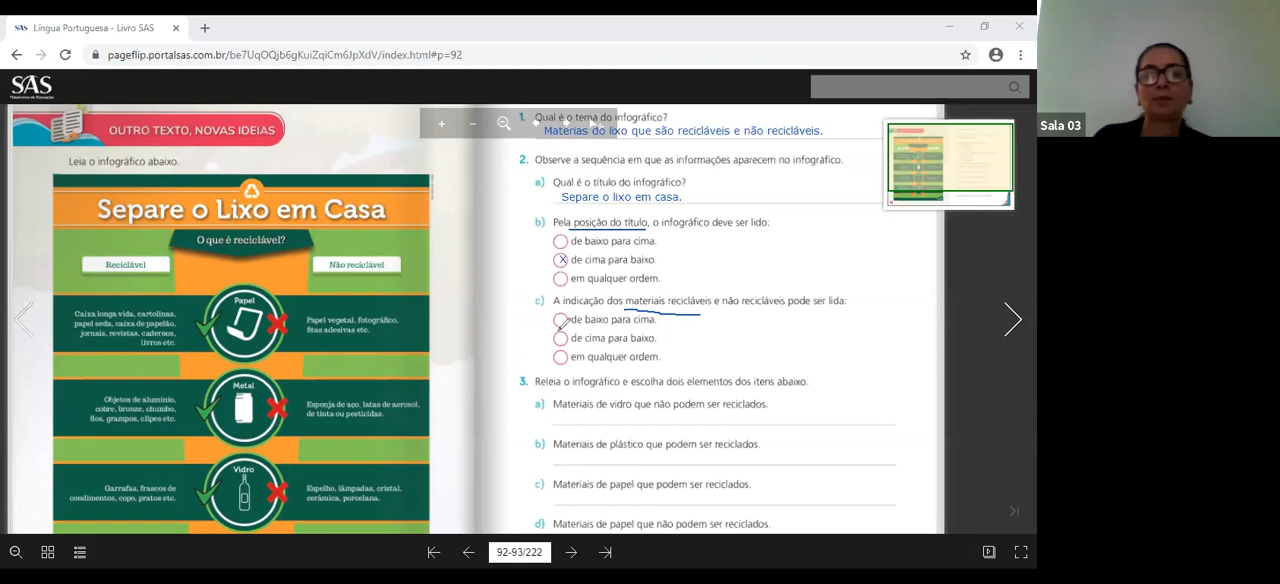 Língua Portuguesa - Livro SAS
pageflip.portalsas.com.br/be7UqOQjb6gKuiZqiCm6JpXdV/index.html#p=92
SAS
OUTRO TEXTO, NOVAS IDEIAS
Leia o infográfico abaixo.
Separe o Lixo em Casa
O que é reciclável?
Reciclável
Não reciclável
Papel
Caixa longa vida, cartolinas,
papel seda, caixa de papelão,
jornais, revistas, cadernos,
livros etc.
Papel vegetal, fotográfico,
fitas adesivas etc.
Metal
Objetos de alumínio,
cobre, bronze, chumbo,
fios, grampos, clipes etc.
Esponja de aço, latas de aerosol,
de tinta ou pesticidas.
Vidro
Garrafas, frascos de
condimentos, copo, pratos etc.
Espelho, lâmpadas, cristal,
cerâmica, porcelana.
1. Qual é o tema do infográfico?
Materias do lixo que são recicláveis e não recicláveis.
2. Observe a sequência em que as informações aparecem no infográfico.
a) Qual é o título do infográfico?
Separe o lixo em casa.
b) Pela posição do título, o infográfico deve ser lido:
de baixo para cima.
X de cima para baixo.
em qualquer ordem.
c) A indicação dos materiais recicláveis e não recicláveis pode ser lida:
de baixo para cima.
de cima para baixo.
em qualquer ordem.
3. Releia o infográfico e escolha dois elementos dos itens abaixo.
a) Materiais de vidro que não podem ser reciclados.
b) Materiais de plástico que podem ser reciclados.
c) Materiais de papel que podem ser reciclados.
d) Materiais de papel que não podem ser reciclados.
92-93/222
Sala 03